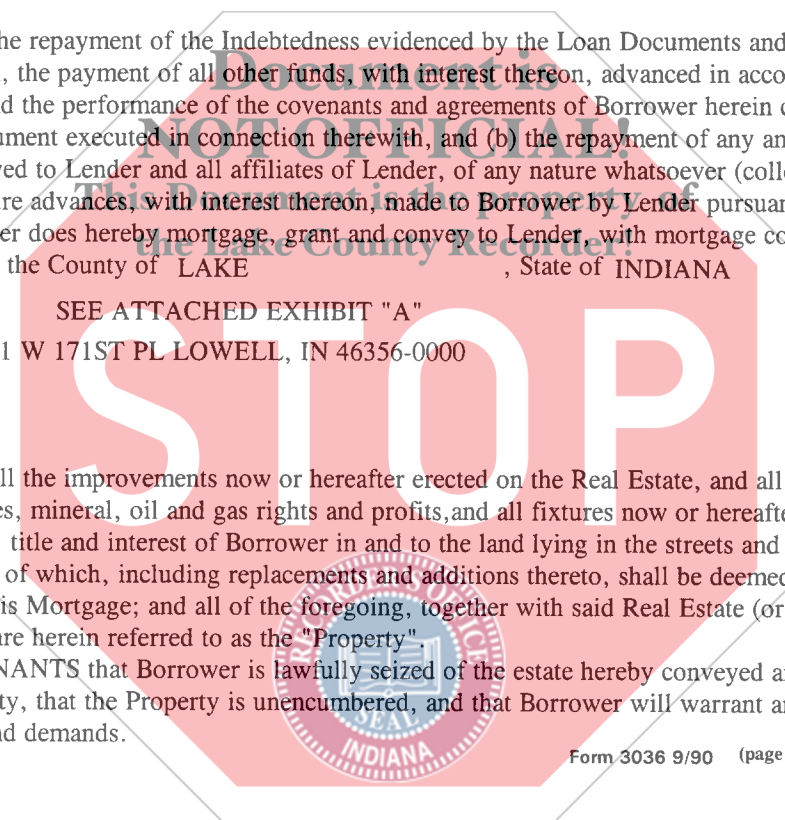 he repayment of the Indebtedness evidenced by the Loan Documents and
, the payment of all other funds, with interest thereon, advanced in acco
Document is
d the performance of the covenants and agreements of Borrower herein c
ument executed in connection therewith, and (b) the repayment of any an
NOT OFFICIAL!
ved to Lender and all affiliates of Lender, of any nature whatsoever (colle
re advances, with interest thereon, made to Borrower by Lender pursuan
This Document is the property of
er does hereby mortgage, grant and convey to Lender, with mortgage co
the Lake County Recorder!
the County of LAKE , State of INDIANA
SEE ATTACHED EXHIBIT "A"
1 W 171ST PL LOWELL, IN 46356-0000
STOP
ll the improvements now or hereafter erected on the Real Estate, and all
es, mineral, oil and gas rights and profits,and all fixtures now or hereafte
title and interest of Borrower in and to the land lying in the streets and
of which, including replacements and additions thereto, shall be deemed
is Mortgage; and all of the foregoing, together with said Real Estate (or
are herein referred to as the "Property".
NANTS that Borrower is lawfully seized of the estate hereby conveyed a
ty, that the Property is unencumbered, and that Borrower will warrant a
nd demands.
RECORDER'S OFFICE
SEAL
INDIANA
Form 3036 9/90 (page